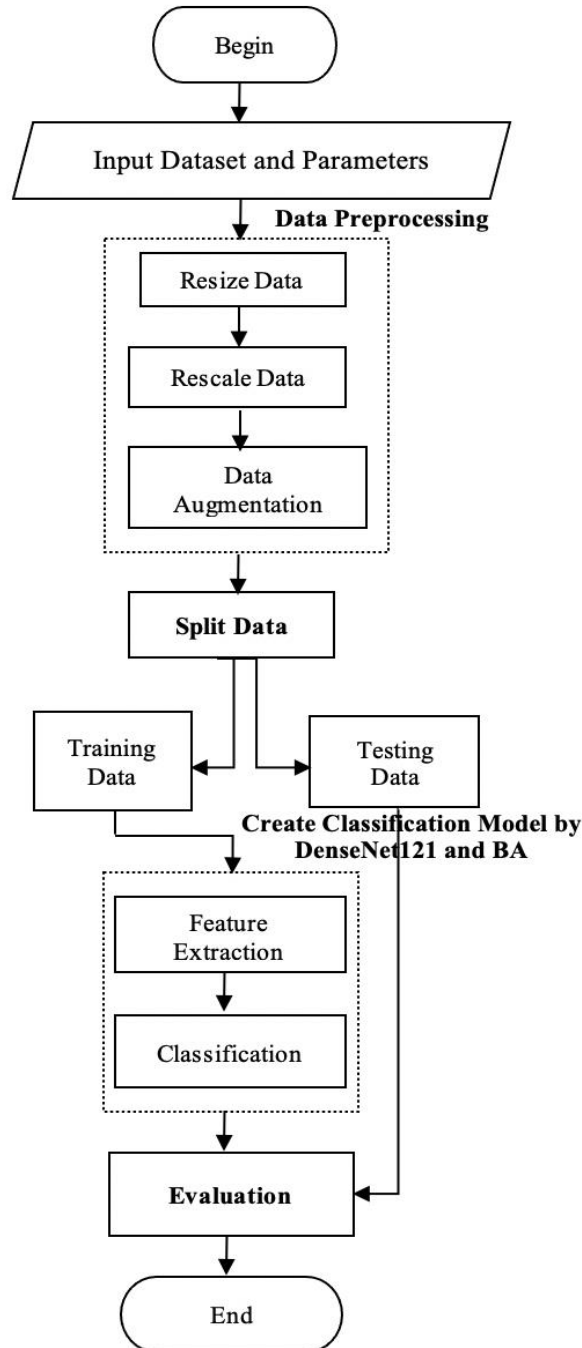 Begin
Input Dataset and Parameters
Data Preprocessing
Resize Data
Rescale Data
Data
Augmentation
Split Data
Training
Data
Testing
Data
Create Classification Model by
DenseNet121 and BA
Feature
Extraction
Classification
Evaluation
End